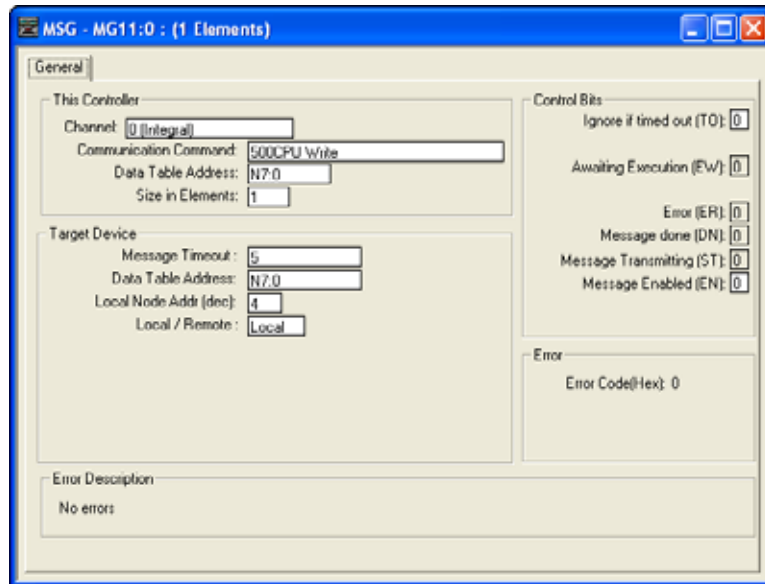 MSG - MG11:0 : (1 Elements)
General
This Controller
Channel: 0 (Integral)
Communication Command: 500CPU Write
Data Table Address: N7:0
Size in Elements: 1
Target Device
Message Timeout : 5
Data Table Address: N7:0
Local Node Addr (dec): 4
Local / Remote : Local
Control Bits
Ignore if timed out (TO): 0
Awaiting Execution (EW): 0
Error (ER): 0
Message done (DN): 0
Message Transmitting (ST): 0
Message Enabled (EN): 0
Error
Error Code(Hex): 0
Error Description
No errors